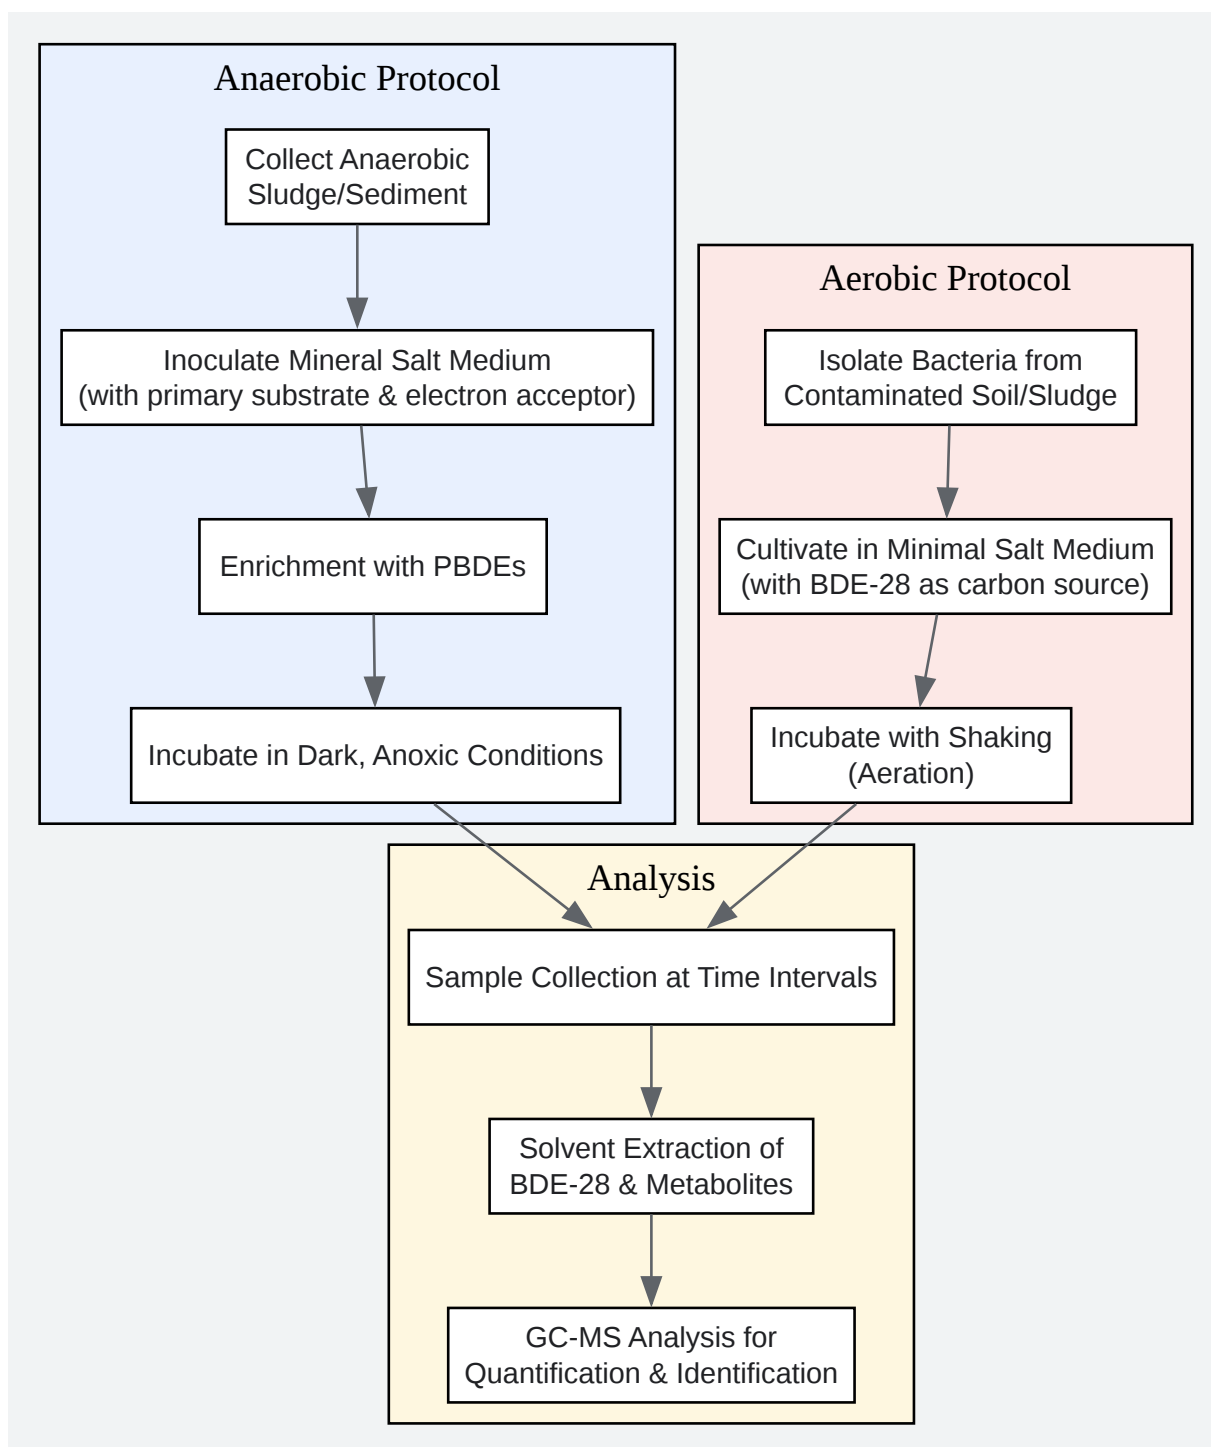 Anaerobic Protocol
Collect Anaerobic
Sludge/Sediment
Inoculate Mineral Salt Medium
(with primary substrate & electron acceptor)
Enrichment with PBDEs
Incubate in Dark, Anoxic Conditions
Aerobic Protocol
Isolate Bacteria from
Contaminated Soil/Sludge
Cultivate in Minimal Salt Medium
(with BDE-28 as carbon source)
Incubate with Shaking
(Aeration)
Analysis
Sample Collection at Time Intervals
Solvent Extraction of
BDE-28 & Metabolites
GC-MS Analysis for
Quantification & Identification